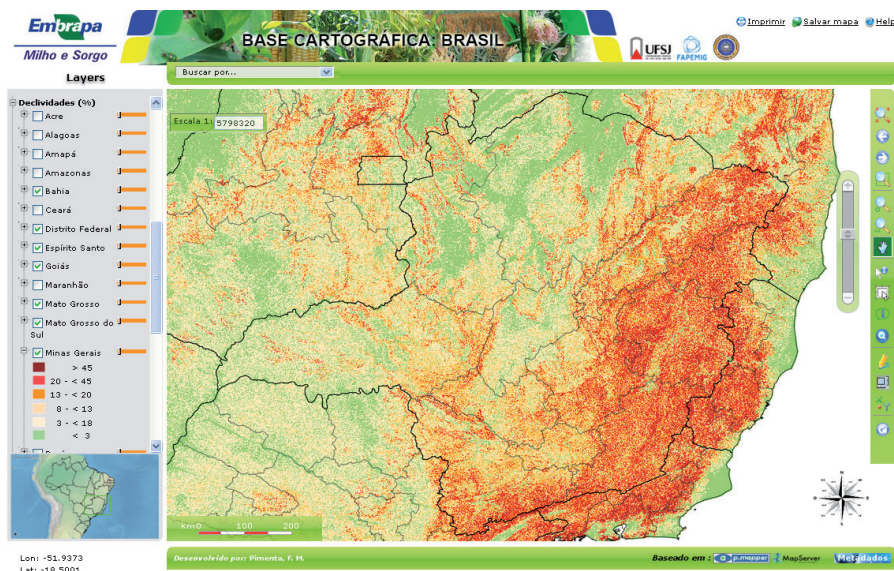 Embrapa
Milho e Sorgo
BASE CARTOGRÁFICA: BRASIL
Imprimir Salvar mapa Help
UFSJ
FAPEMIG
Layers
Buscar por...
Escala 1: 5798320
Declividades (%)
Acre
Alagoas
Amapá
Amazonas
Bahia
Ceará
Distrito Federal
Espírito Santo
Goiás
Maranhão
Mato Grosso
Mato Grosso do
Sul
Minas Gerais
> 45
20 - < 45
13 - < 20
8 - < 13
3 - < 18
< 3
km0 100 200
Lon: -51.9373
Lat: -18.5001
Desenvolvido por: Pimenta, F. M.
Baseado em : p.mapper MapServer Metadados